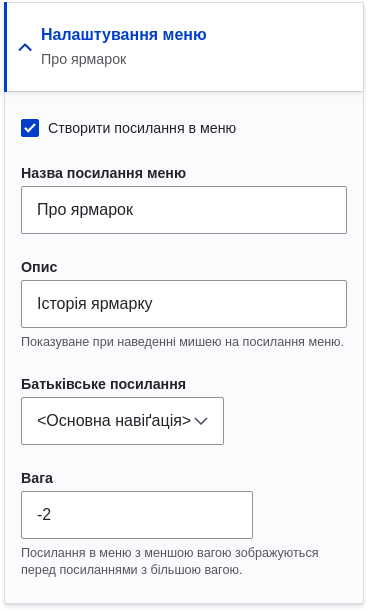 Налаштування меню
Про ярмарок
Створити посилання в меню
Назва посилання меню
Про ярмарок
Опис
Історія ярмарку
Показуване при наведенні мишею на посилання меню.
Батьківське посилання
<Основна навіґація>
Вага
-2
Посилання в меню з меншою вагою зображуються
перед посиланнями з більшою вагою.